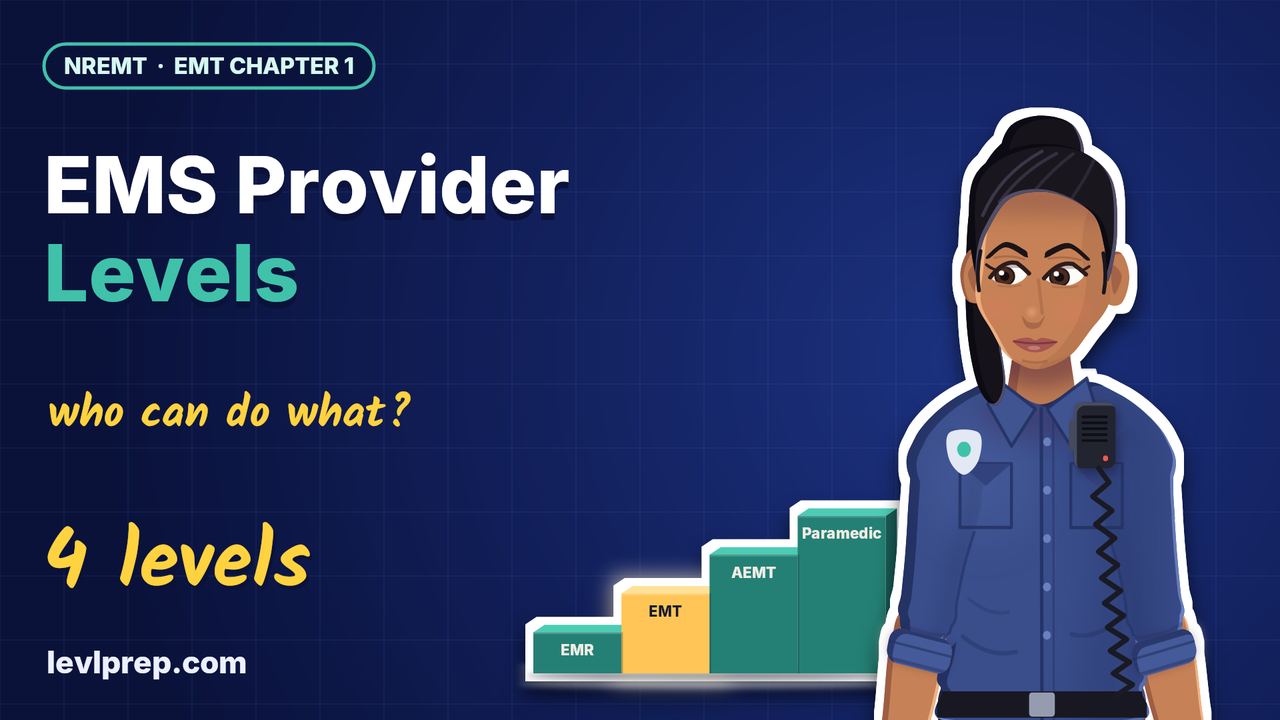 NREMT · EMT CHAPTER 1
EMS Provider
Levels
who can do what?
4 levels
Paramedic
AEMT
EMT
EMR
levlprep.com